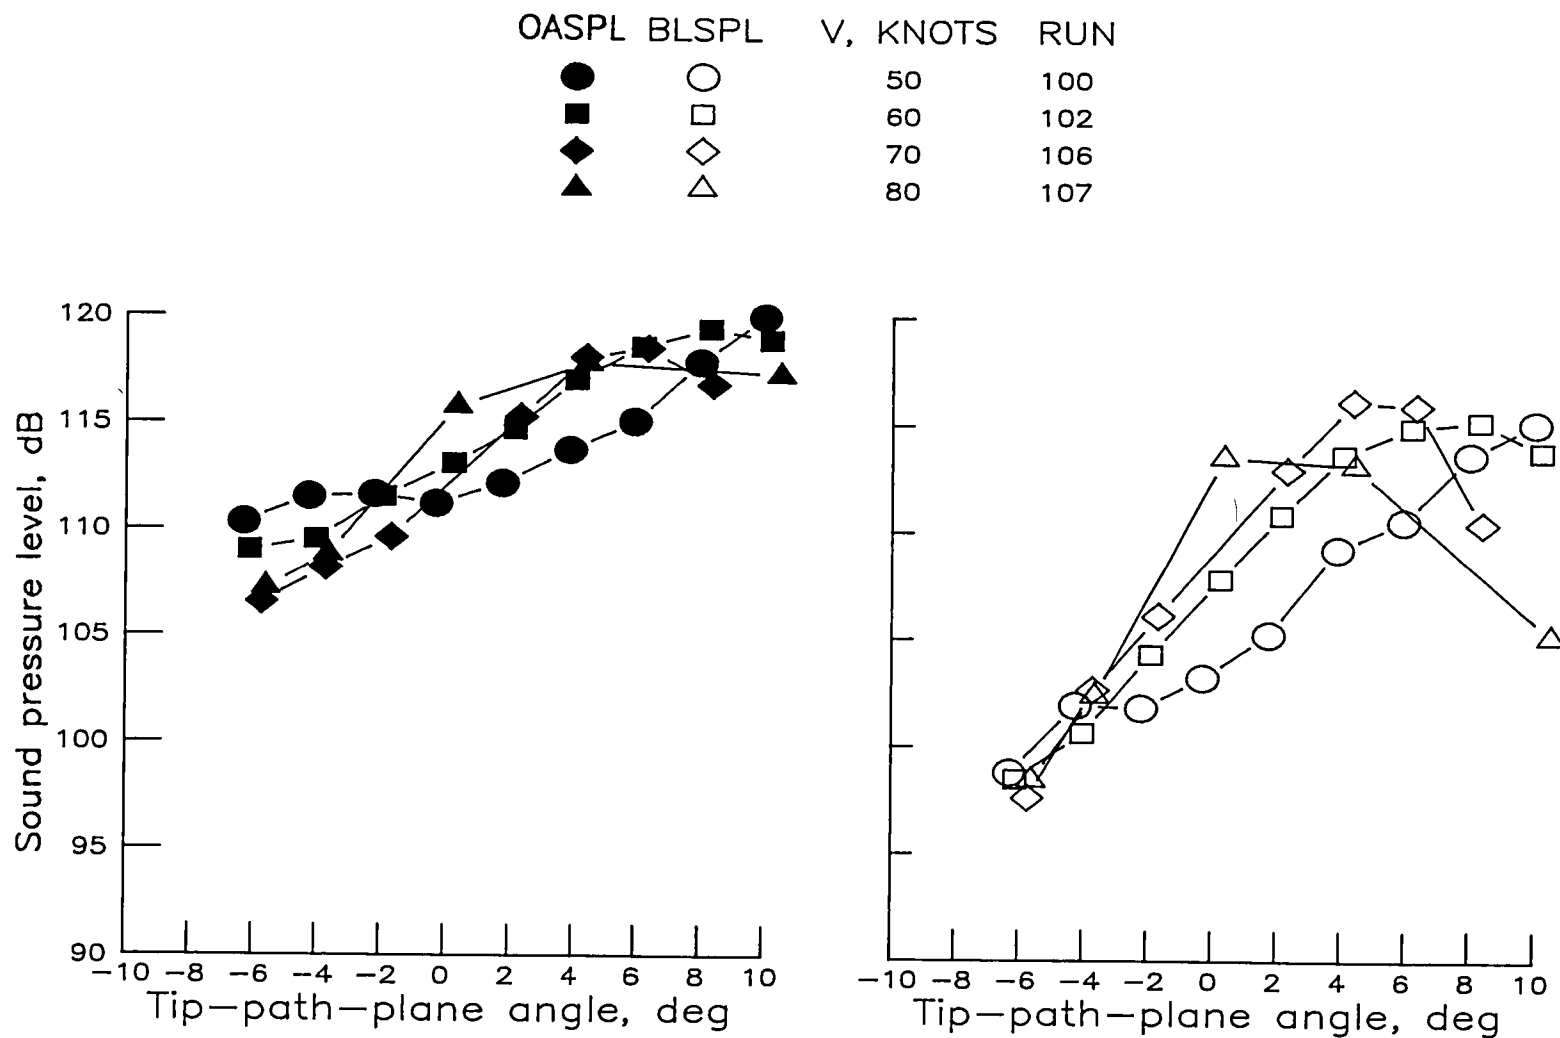 OASPL BLSPL V, KNOTS RUN
50 100
60 102
70 106
80 107
120
115
110
105
100
95
90
Sound pressure level, dB
−10 −8 −6 −4 −2 0 2 4 6 8 10
Tip−path−plane angle, deg
−10 −8 −6 −4 −2 0 2 4 6 8 10
Tip−path−plane angle, deg